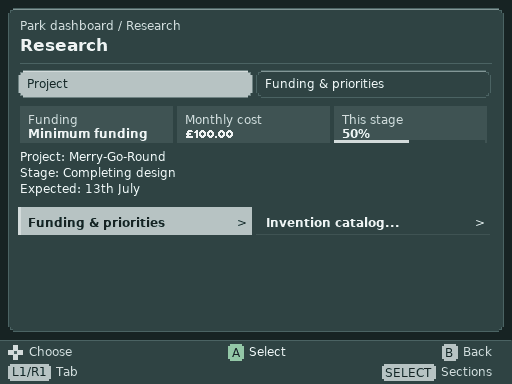 Park dashboard / Research
Research
Project
Funding & priorities
Funding
Minimum funding
Monthly cost
£100.00
This stage
50%
Project: Merry-Go-Round
Stage: Completing design
Expected: 13th July
Funding & priorities >
Invention catalog... >
Choose
A Select
B Back
L1/R1 Tab
SELECT Sections